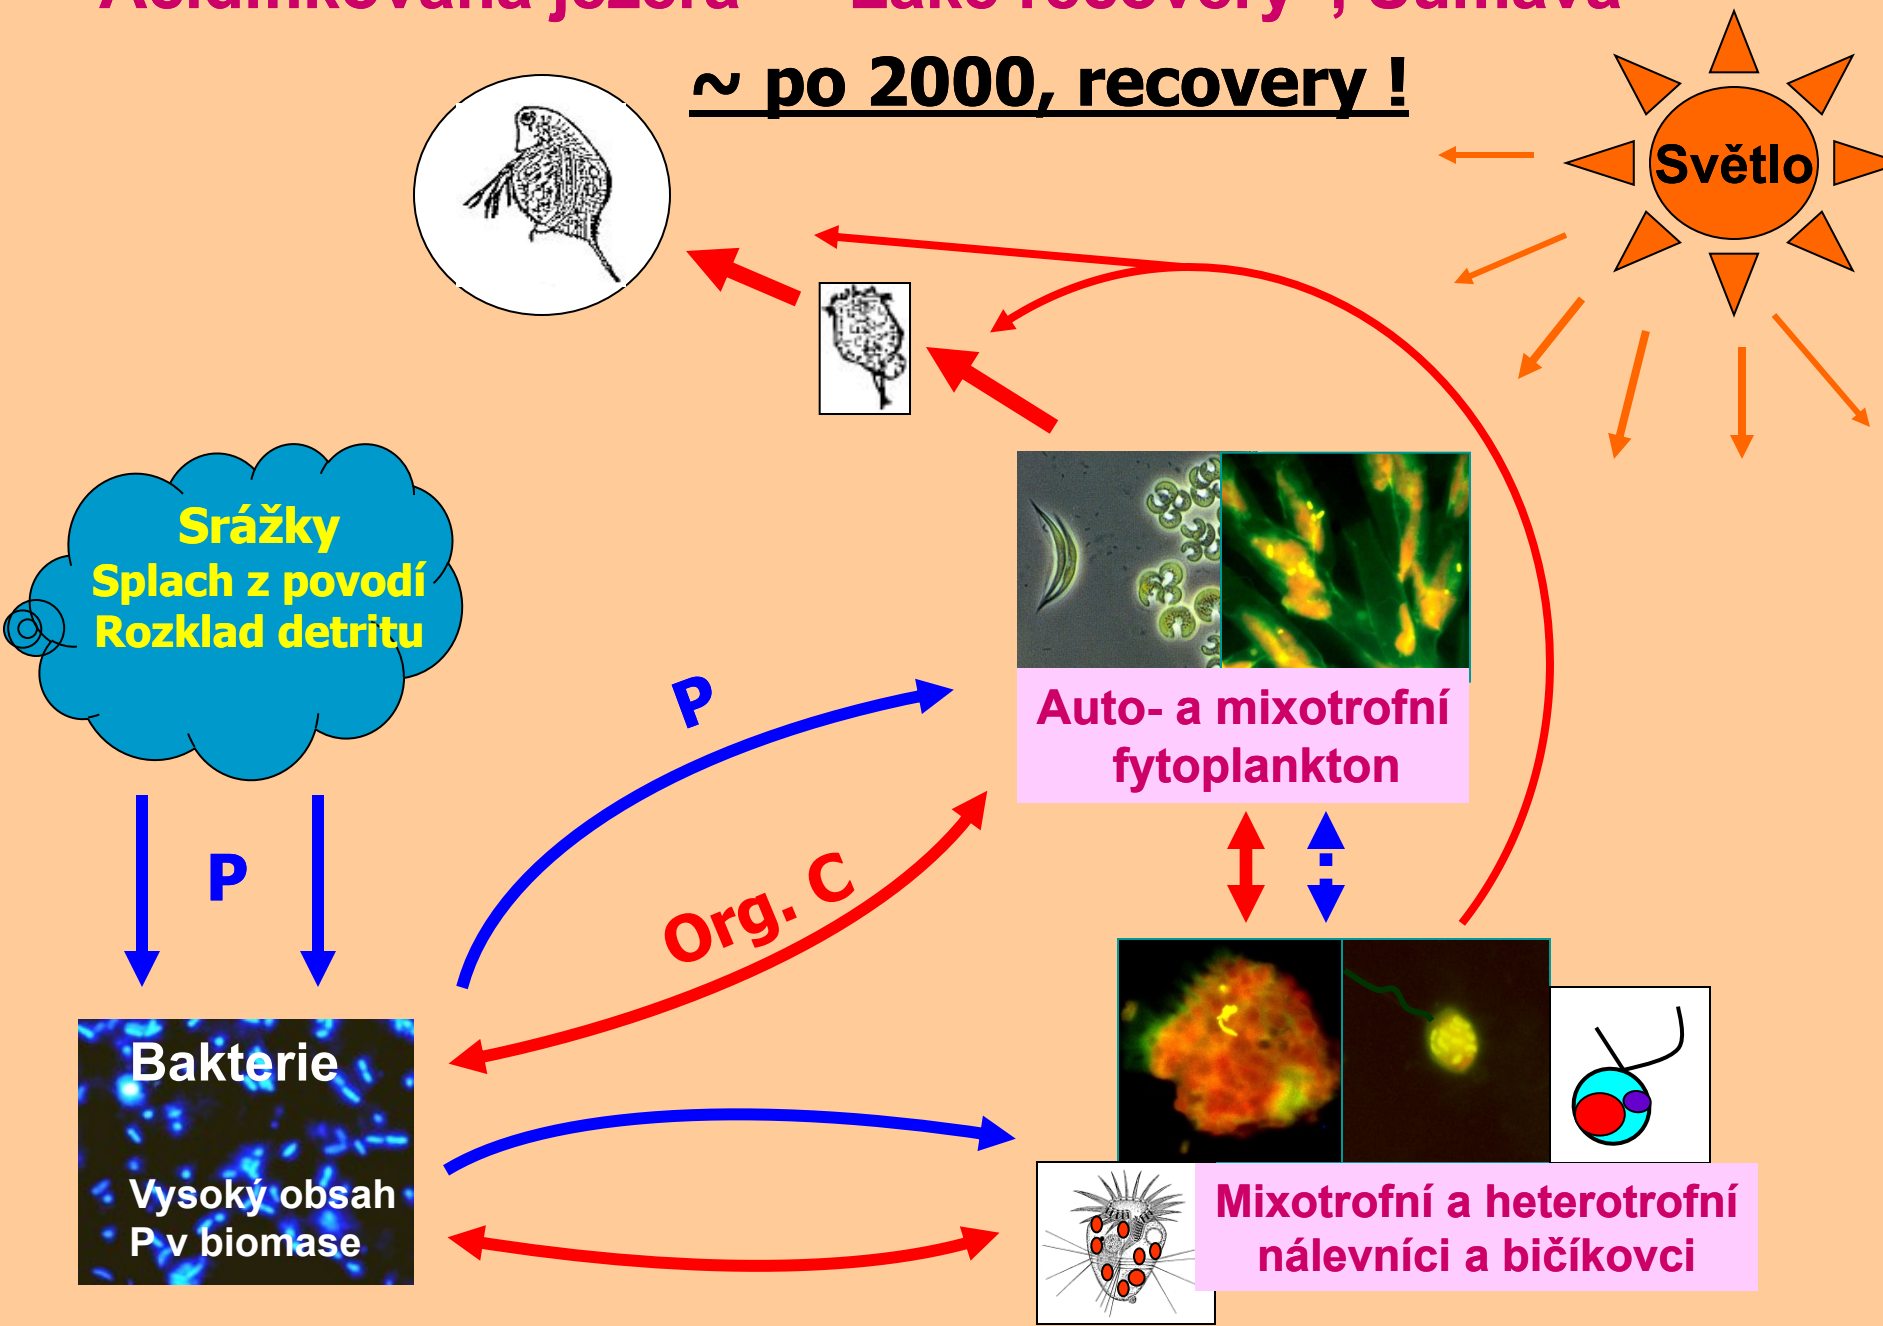 ~ po 2000, recovery !
Světlo
Srážky
Splach z povodí
Rozklad detritu
P
P
Org. C
Auto- a mixotrofní
fytoplankton
Bakterie
Vysoký obsah
P v biomase
Mixotrofní a heterotrofní
nálevníci a bičíkovci